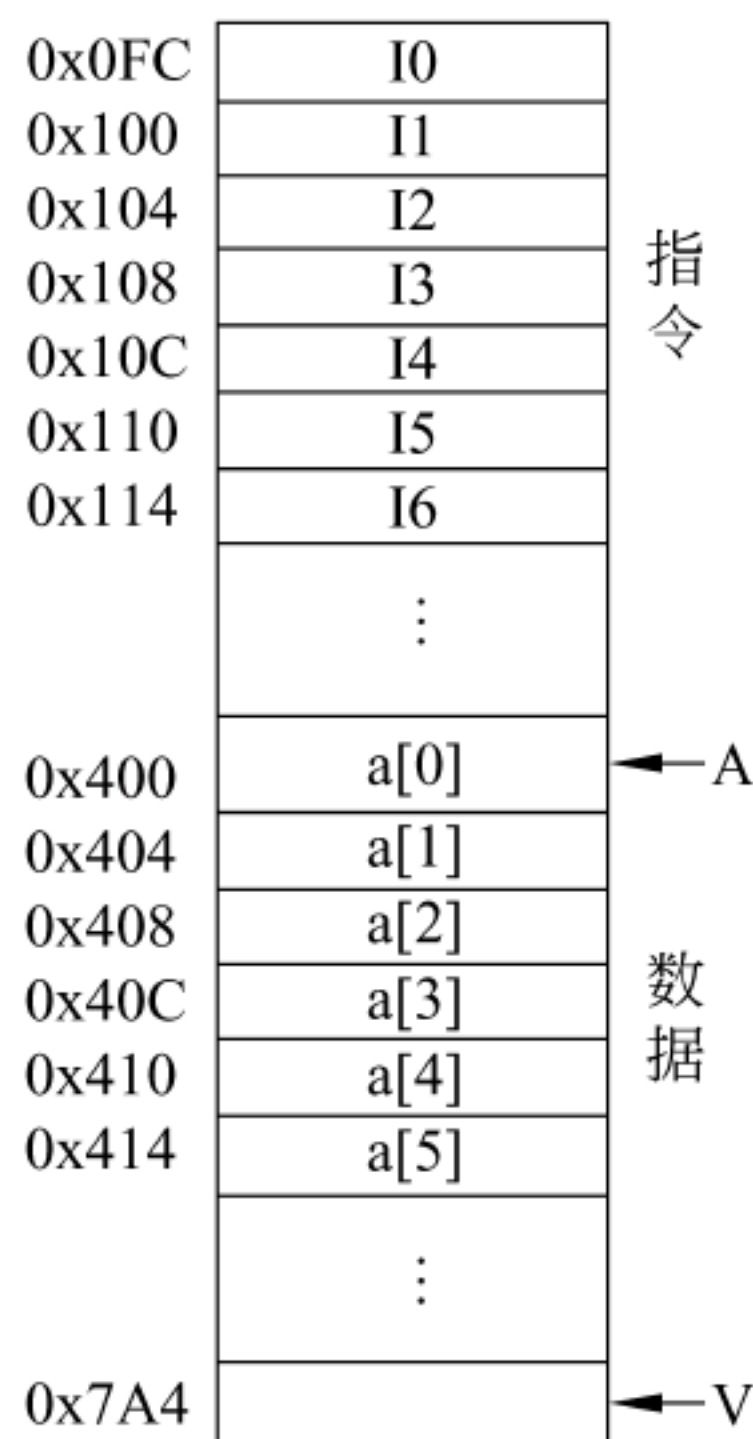 0x0FC I0
0x100 I1
0x104 I2
0x108 I3
0x10C I4
0x110 I5
0x114 I6
指令
⋮
0x400 a[0] A
0x404 a[1]
0x408 a[2]
0x40C a[3]
0x410 a[4]
0x414 a[5]
数据
⋮
0x7A4 V